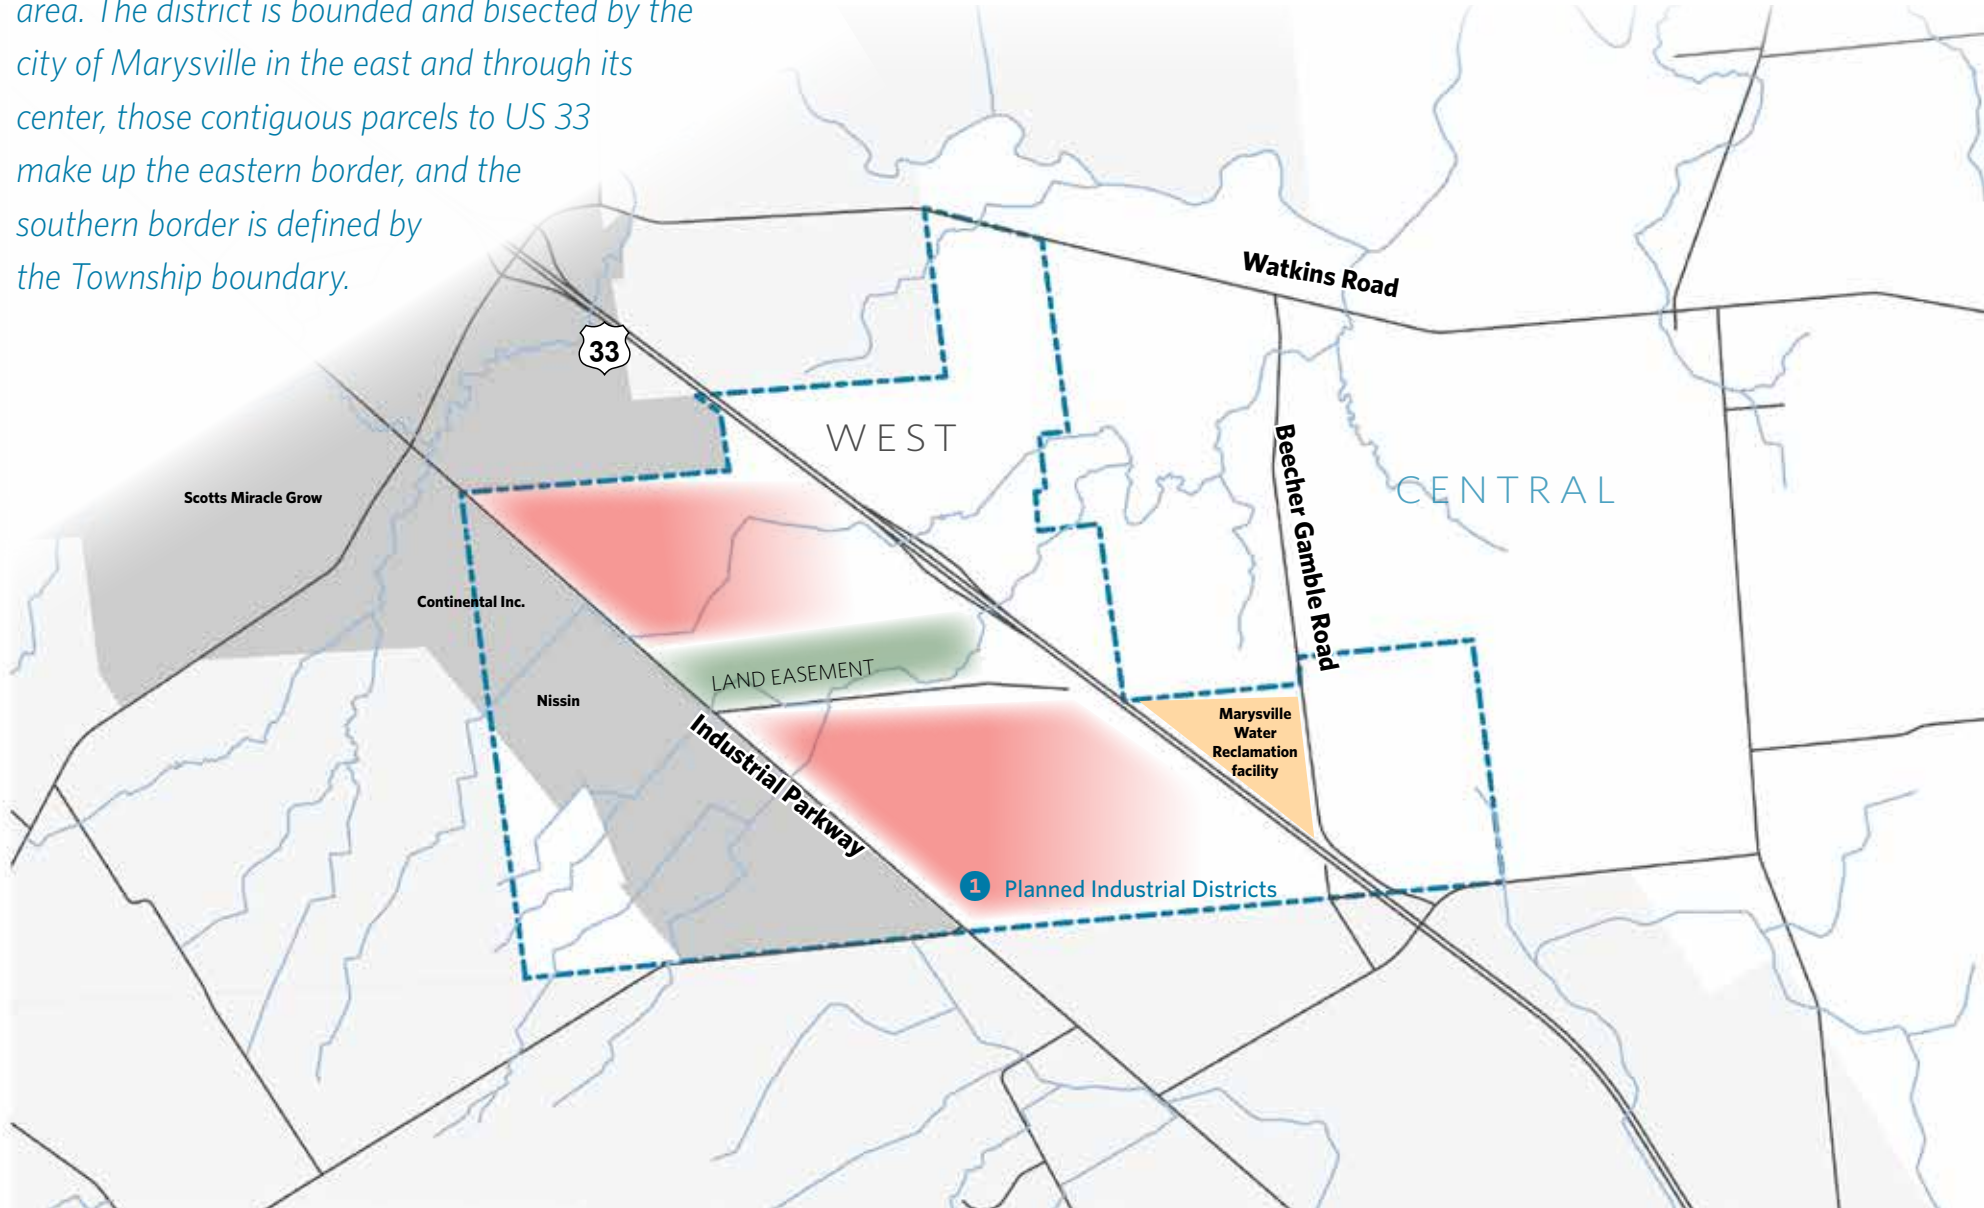 area. The district is bounded and bisected by the
city of Marysville in the east and through its
center, those contiguous parcels to US 33
make up the eastern border, and the
southern border is defined by
the Township boundary.
Watkins Road
33
WEST
Beecher Gamble Road
CENTRAL
Scotts Miracle Grow
Continental Inc.
LAND EASEMENT
Nissin
Industrial Parkway
Marysville
Water
Reclamation
facility
1 Planned Industrial Districts